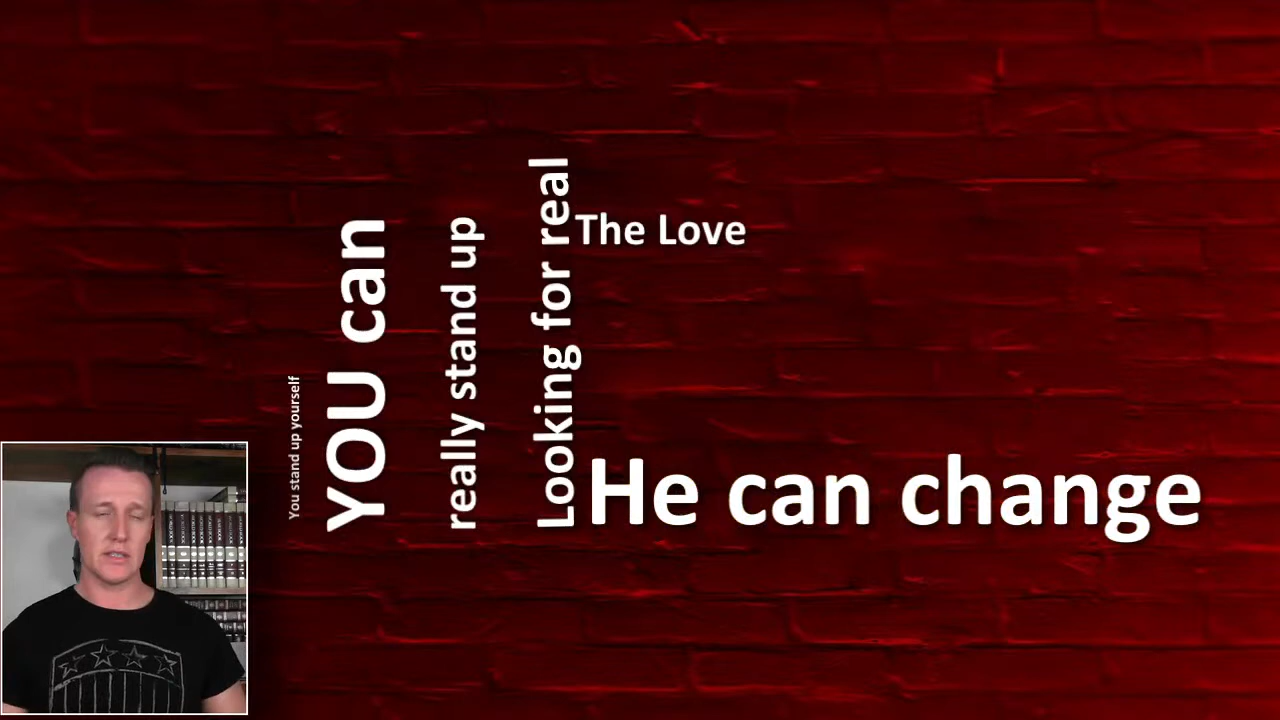 You stand up yourself
YOU can
really stand up
Looking for real
The Love
He can change